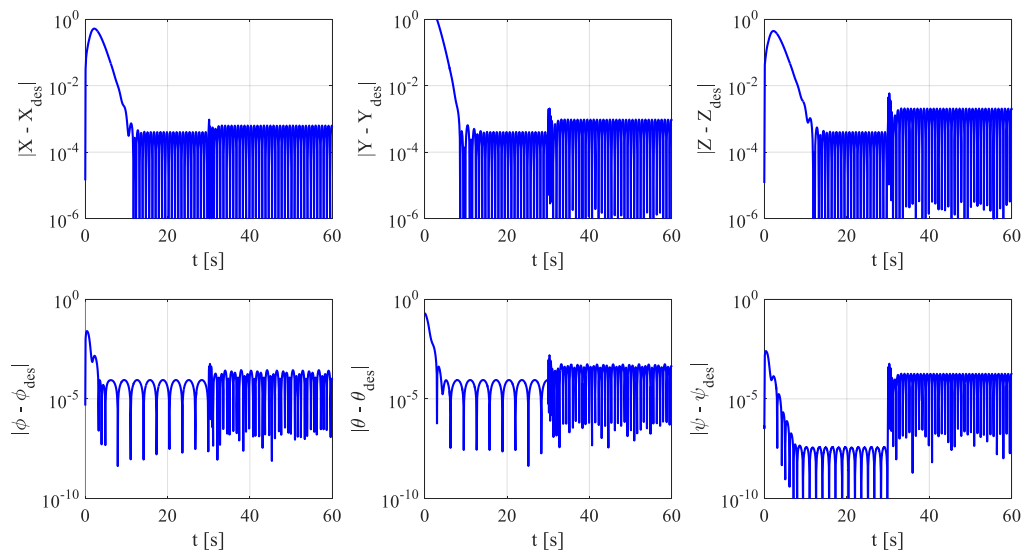 |X - X_des|
10^0
10^-2
10^-4
10^-6
0 20 40 60
t [s]
|Y - Y_des|
10^0
10^-2
10^-4
10^-6
0 20 40 60
t [s]
|Z - Z_des|
10^0
10^-2
10^-4
10^-6
0 20 40 60
t [s]
|ϕ - ϕ_des|
10^0
10^-5
10^-10
0 20 40 60
t [s]
|θ - θ_des|
10^0
10^-5
10^-10
0 20 40 60
t [s]
|ψ - ψ_des|
10^0
10^-5
10^-10
0 20 40 60
t [s]